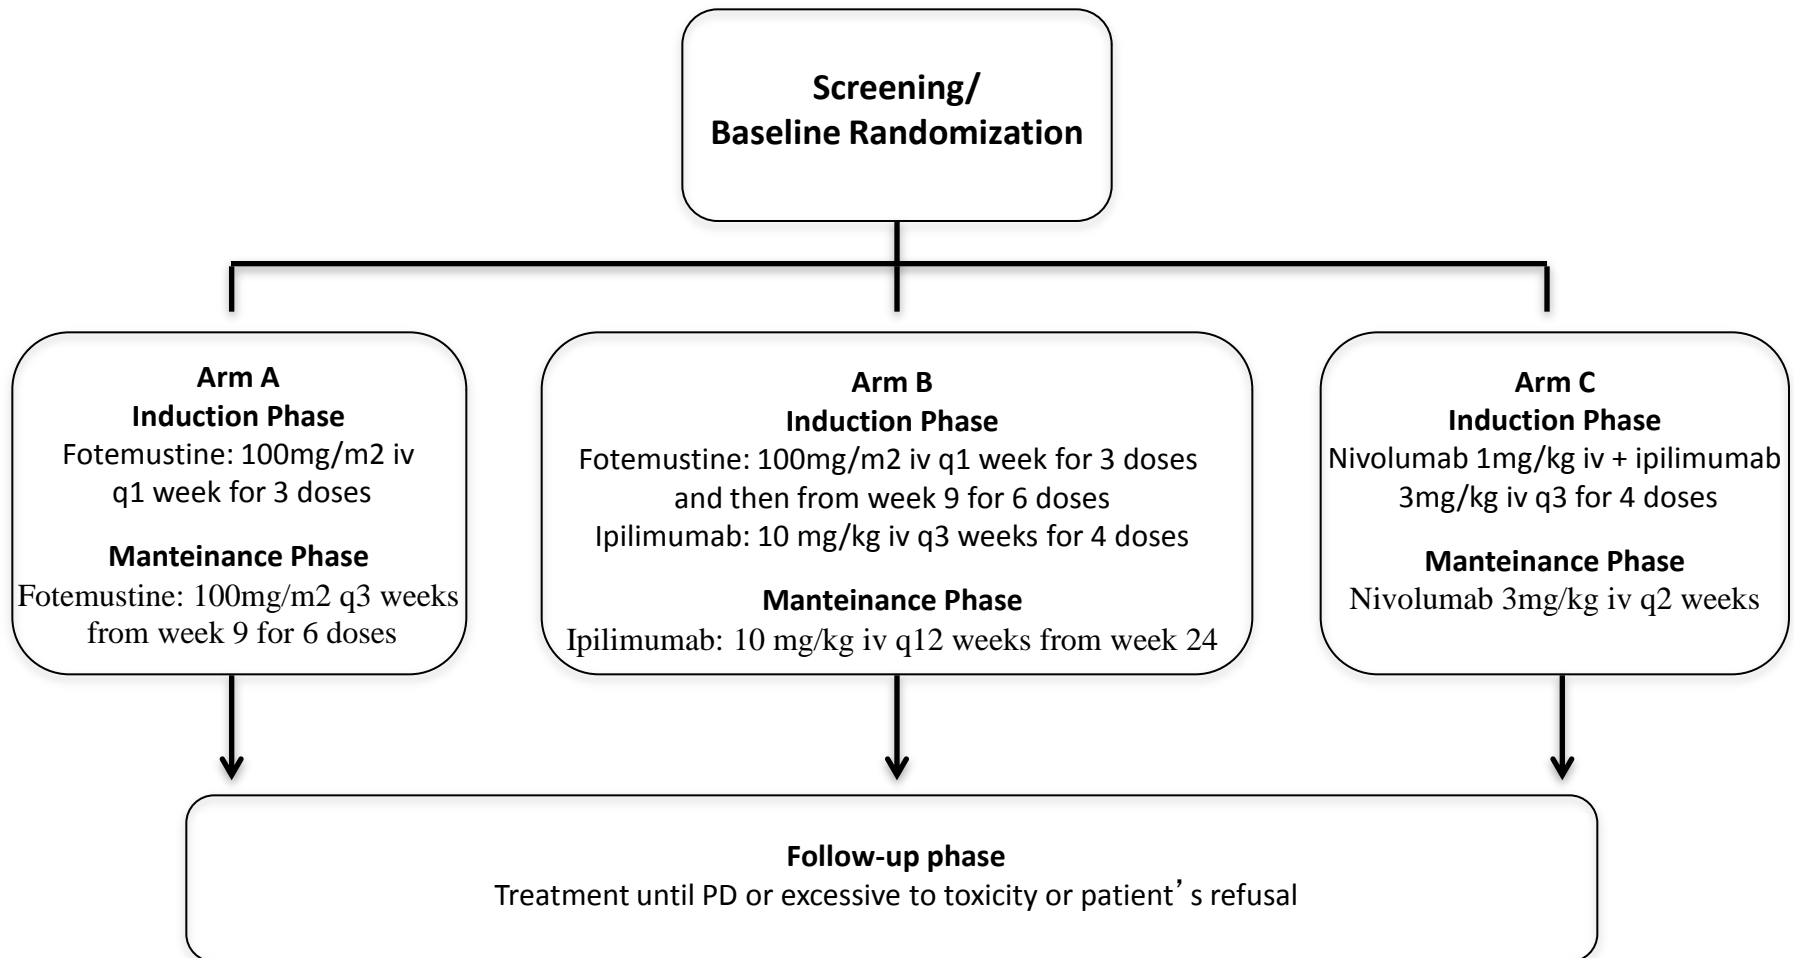 Screening/
Baseline Randomization
Arm A
Induction Phase
Fotemustine: 100mg/m2 iv
q1 week for 3 doses
Manteinance Phase
Fotemustine: 100mg/m2 q3 weeks
from week 9 for 6 doses
Arm B
Induction Phase
Fotemustine: 100mg/m2 iv q1 week for 3 doses
and then from week 9 for 6 doses
Ipilimumab: 10 mg/kg iv q3 weeks for 4 doses
Manteinance Phase
Ipilimumab: 10 mg/kg iv q12 weeks from week 24
Arm C
Induction Phase
Nivolumab 1mg/kg iv + ipilimumab
3mg/kg iv q3 for 4 doses
Manteinance Phase
Nivolumab 3mg/kg iv q2 weeks
Follow-up phase
Treatment until PD or excessive to toxicity or patient’s refusal